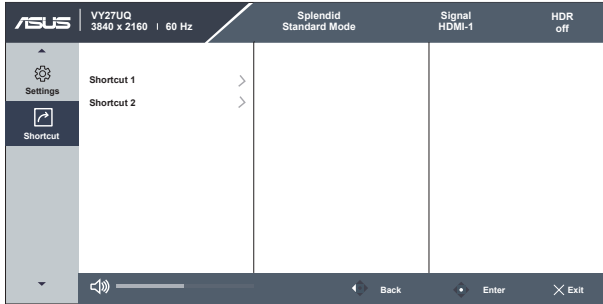 ASUS
VY27UQ
3840 x 2160 | 60 Hz
Splendid
Standard Mode
Signal
HDMI-1
HDR
off
Settings
Shortcut
Shortcut 1
Shortcut 2
Back
Enter
Exit